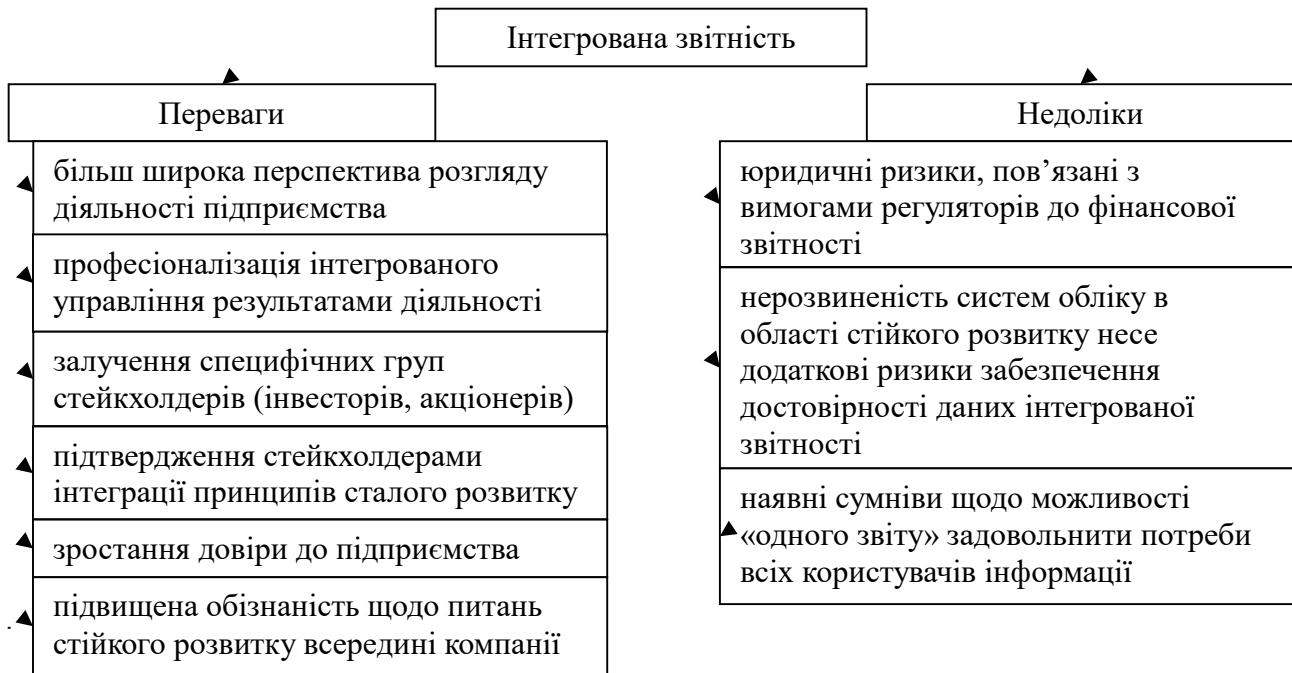 Інтегрована звітність
Переваги
більш широка перспектива розгляду
діяльності підприємства
професіоналізація інтегрованого
управління результатами діяльності
залучення специфічних груп
стейкхолдерів (інвесторів, акціонерів)
підтвердження стейкхолдерами
інтеграції принципів сталого розвитку
зростання довіри до підприємства
підвищена обізнаність щодо питань
стійкого розвитку всередині компанії
Недоліки
юридичні ризики, пов’язані з
вимогами регуляторів до фінансової
звітності
нерозвиненість систем обліку в
області стійкого розвитку несе
додаткові ризики забезпечення
достовірності даних інтегрованої
звітності
наявні сумніви щодо можливості
«одного звіту» задовольнити потреби
всіх користувачів інформації